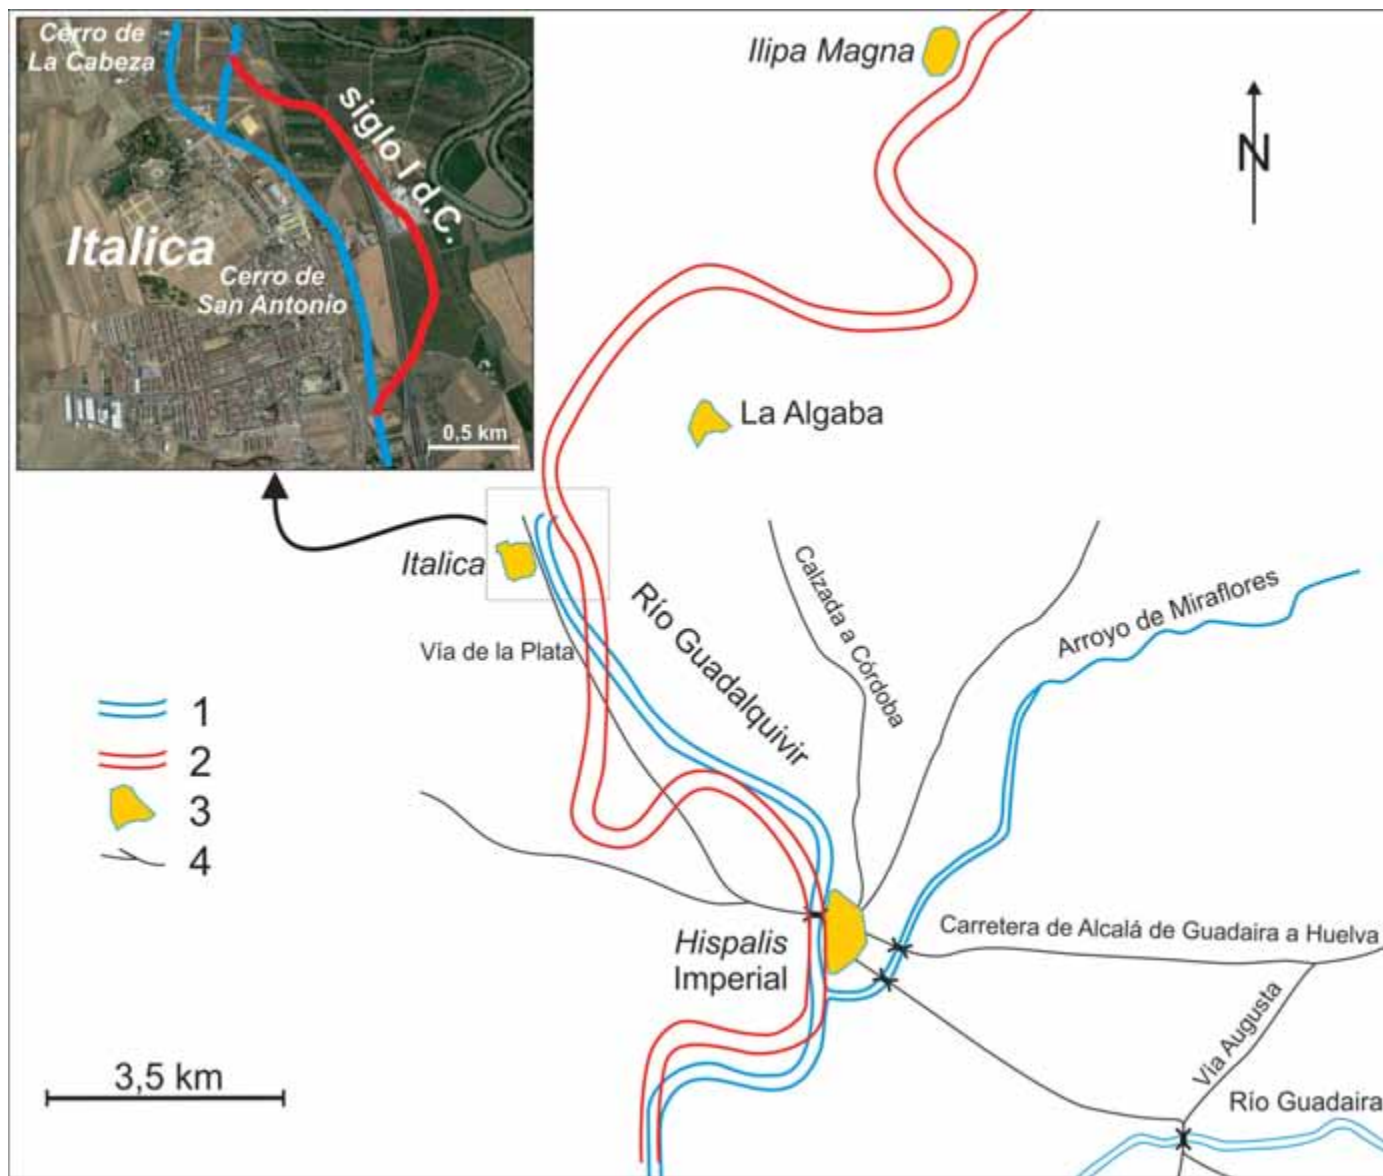 Cerro de
La Cabeza
siglo I d.C.
Italica
Cerro de
San Antonio
0,5 km
Ilipa Magna
N
La Algaba
Italica
Vía de la Plata
Río Guadalquivir
Calzada a Córdoba
Arroyo de Miraflores
1
2
3
4
Hispalis
Imperial
Carretera de Alcalá de Guadaira a Huelva
Vía Augusta
Río Guadaira
3,5 km